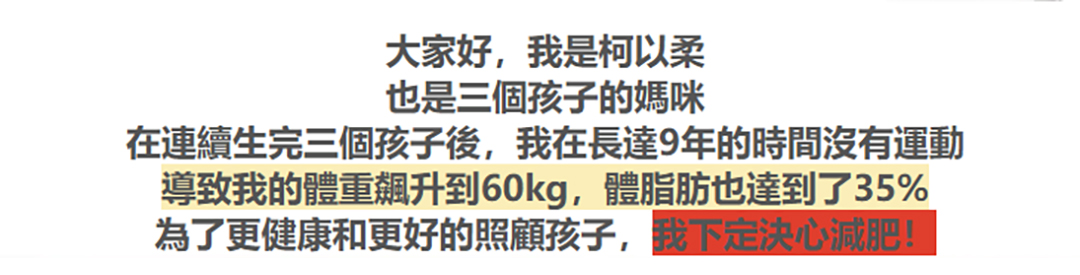 大家好，我是柯以柔
也是三個孩子的媽咪
在連續生完三個孩子後，我在長達9年的時間沒有運動
導致我的體重飆升到60kg，體脂肪也達到了35%
為了更健康和更好的照顧孩子，我下定決心減肥！